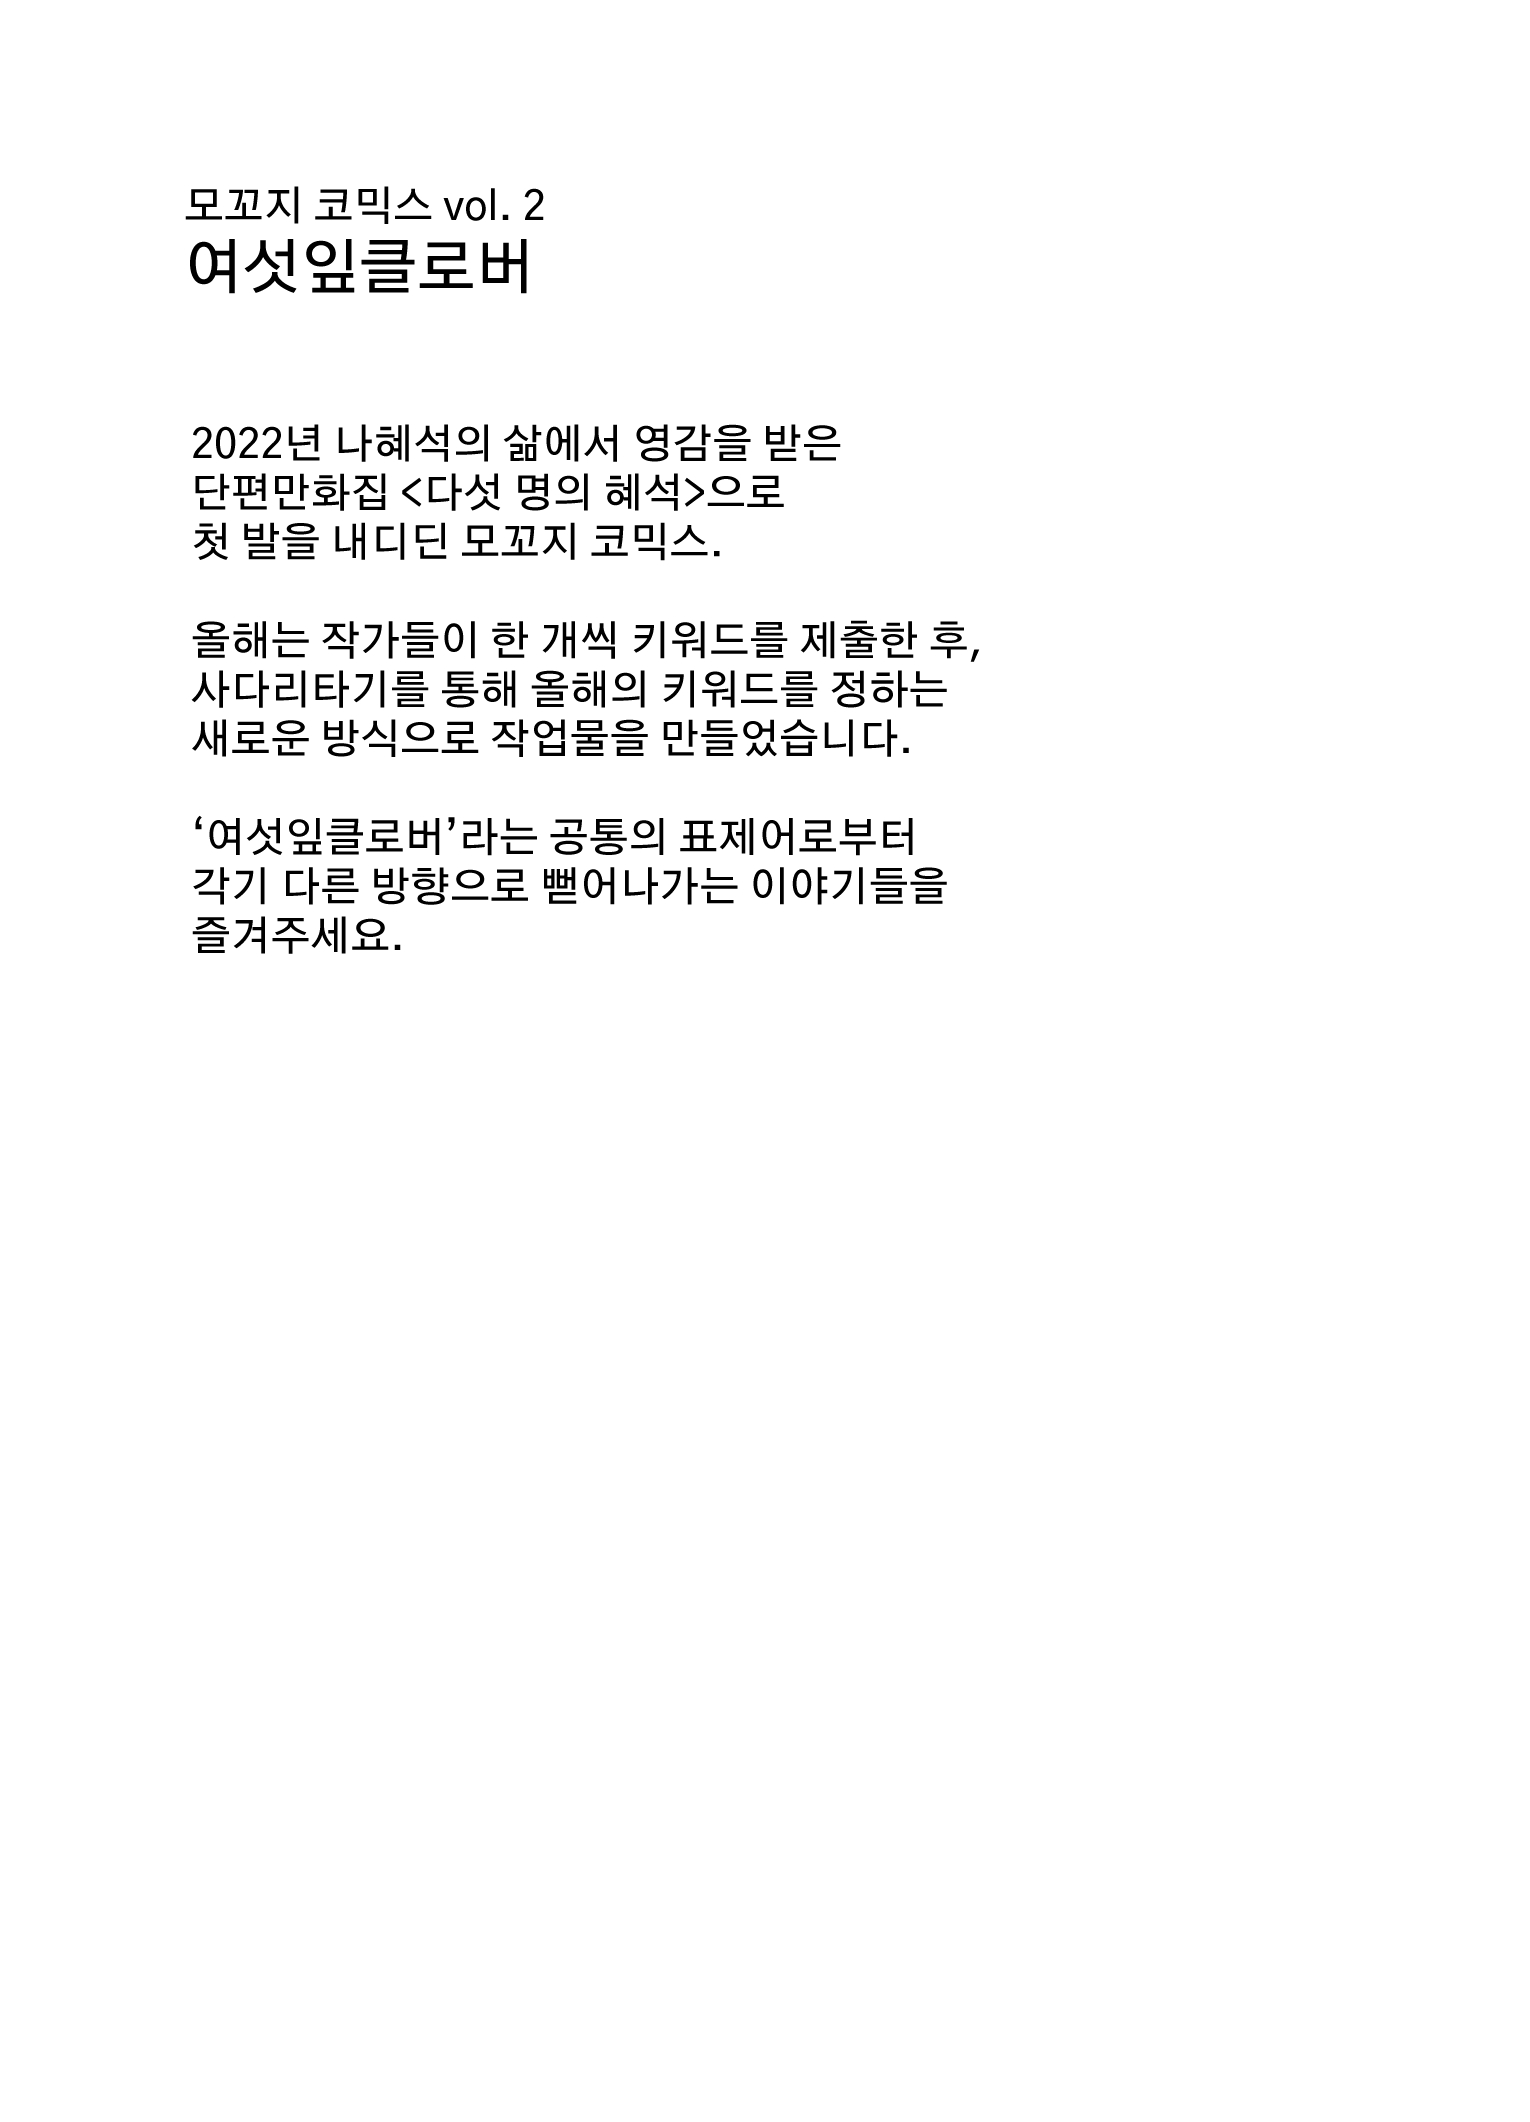 모꼬지 코믹스 vol. 2
여섯잎클로버
2022년 나혜석의 삶에서 영감을 받은
단편만화집 <다섯 명의 혜석>으로
첫 발을 내디딘 모꼬지 코믹스.
올해는 작가들이 한 개씩 키워드를 제출한 후,
사다리타기를 통해 올해의 키워드를 정하는
새로운 방식으로 작업물을 만들었습니다.
‘여섯잎클로버’라는 공통의 표제어로부터
각기 다른 방향으로 뻗어나가는 이야기들을
즐겨주세요.